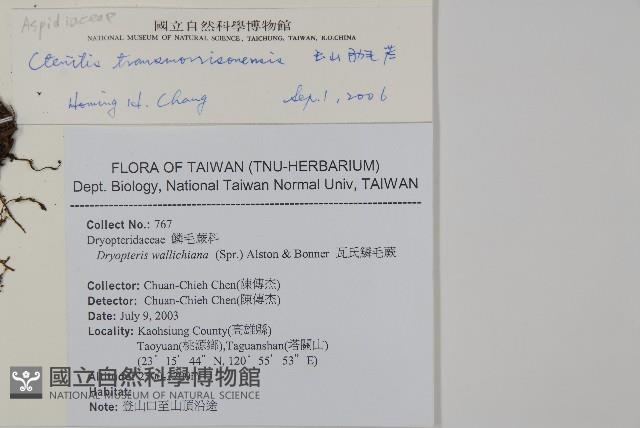 Aspidiaceae
國立自然科學博物館
NATIONAL MUSEUM OF NATURAL SCIENCE, TAICHUNG, TAIWAN, R.O.CHINA
Ctenitis transmorrisonensis 玉山肋毛蕨
Homing H. Chang Sep. 1, 2006
FLORA OF TAIWAN (TNU-HERBARIUM)
Dept. Biology, National Taiwan Normal Univ, TAIWAN
Collect No.: 767
Dryopteridaceae 鱗毛蕨科
Dryopteris wallichiana (Spr.) Alston & Bonner 瓦氏鱗毛蕨
Collector: Chuan-Chieh Chen(陳傳杰)
Detector: Chuan-Chieh Chen(陳傳杰)
Date: July 9, 2003
Locality: Kaohsiung County(高雄縣)
Taoyuan(桃源鄉),Taguanshan(塔關山)
(23° 15' 44" N, 120° 55' 53" E)
Altitude:
Habitat:
Note: 登山口至山頂沿途
國立自然科學博物館
NATIONAL MUSEUM OF NATURAL SCIENCE